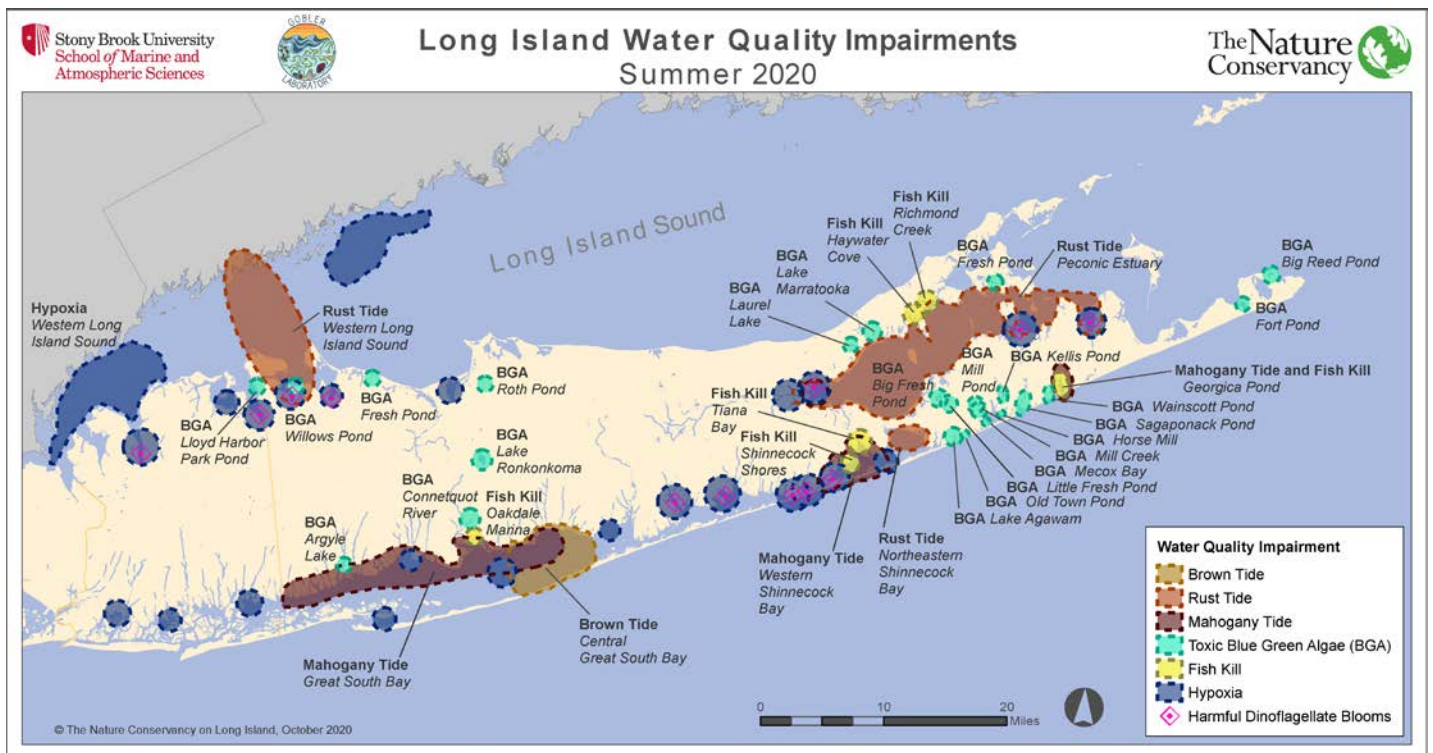 Stony Brook University
School of Marine and
Atmospheric Sciences
GOBLER
LABORATORY
Long Island Water Quality Impairments
Summer 2020
The Nature
Conservancy
Long Island Sound
Hypoxia
Western Long
Island Sound
Rust Tide
Western Long
Island Sound
BGA
Lloyd Harbor
Park Pond
BGA
Willows Pond
BGA
Fresh Pond
BGA
Roth Pond
BGA
Lake
Ronkonkoma
BGA
Connetquot
River
Fish Kill
Oakdale
Marina
BGA
Argyle
Lake
Mahogany Tide
Great South Bay
Brown Tide
Central
Great South Bay
Fish Kill
Richmond
Creek
Fish Kill
Haywater
Cove
BGA
Lake
Marratooka
BGA
Laurel
Lake
BGA
Fresh Pond
Rust Tide
Peconic Estuary
BGA
Big Reed Pond
BGA
Fort Pond
BGA
Big Fresh
Pond
BGA
Mill
Pond
BGA Kellis Pond
Mahogany Tide and Fish Kill
Georgica Pond
BGA Wainscott Pond
BGA Sagaponack Pond
BGA Horse Mill
BGA Mill Creek
BGA Mecox Bay
BGA Little Fresh Pond
BGA Old Town Pond
BGA Lake Agawam
Fish Kill
Tiana
Bay
Fish Kill
Shinnecock
Shores
Mahogany Tide
Western
Shinnecock
Bay
Rust Tide
Northeastern
Shinnecock
Bay
Water Quality Impairment
Brown Tide
Rust Tide
Mahogany Tide
Toxic Blue Green Algae (BGA)
Fish Kill
Hypoxia
Harmful Dinoflagellate Blooms
0 10 20
Miles
© The Nature Conservancy on Long Island, October 2020